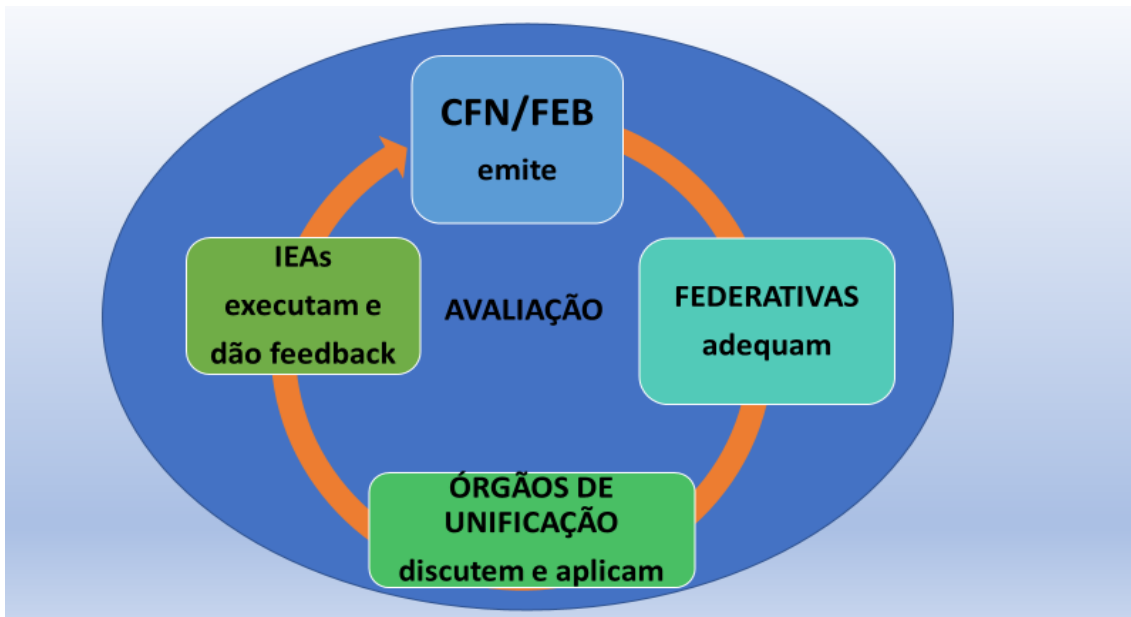 CFN/FEB
emite
IEAs
executam e
dão feedback
AVALIAÇÃO
FEDERATIVAS
adequam
ÓRGÃOS DE
UNIFICAÇÃO
discutem e aplicam